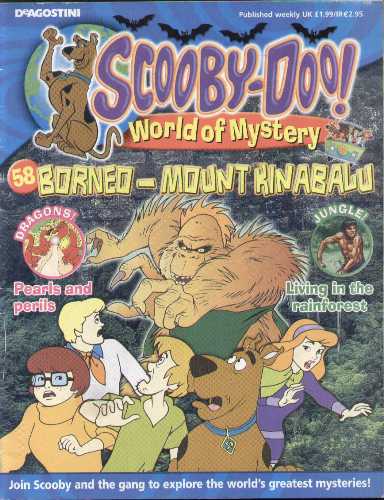 DeAGOSTINI
Published weekly UK £1.99/IR€2.95
SCOOBY-DOO!
World of Mystery
58 BORNEO – MOUNT KINABALU
DRAGONS!
Pearls and
perils
JUNGLE!
Living in the
rainforest
Join Scooby and the gang to explore the world's greatest mysteries!